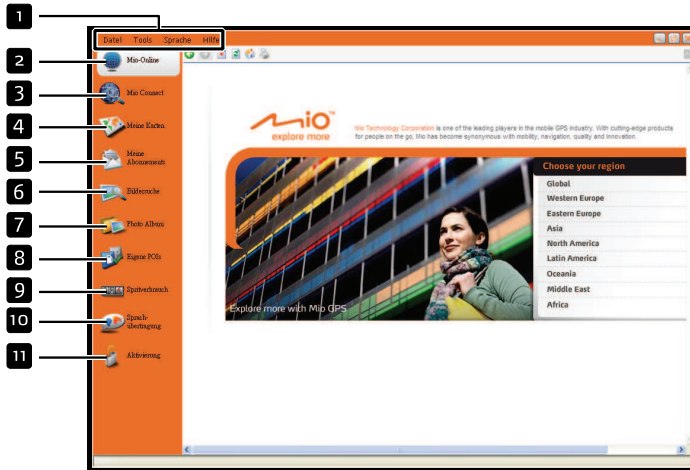 1
Datei Tools Sprache Hilfe
2
Mio-Online
3
Mio Connect
4
Meine Karten
5
Meine
Abonnements
6
Bildersuche
7
Photo Album
8
Eigene POIs
9
Spritverbrauch
10
Sprach-
übertragung
11
Aktivierung
mio™
explore more
Mio Technology Corporation is one of the leading players in the mobile GPS industry. With cutting-edge products
for people on the go, Mio has become synonymous with mobility, navigation, quality and innovation.
Choose your region
Global
Western Europe
Eastern Europe
Asia
North America
Latin America
Oceania
Middle East
Africa
Explore more with Mio GPS